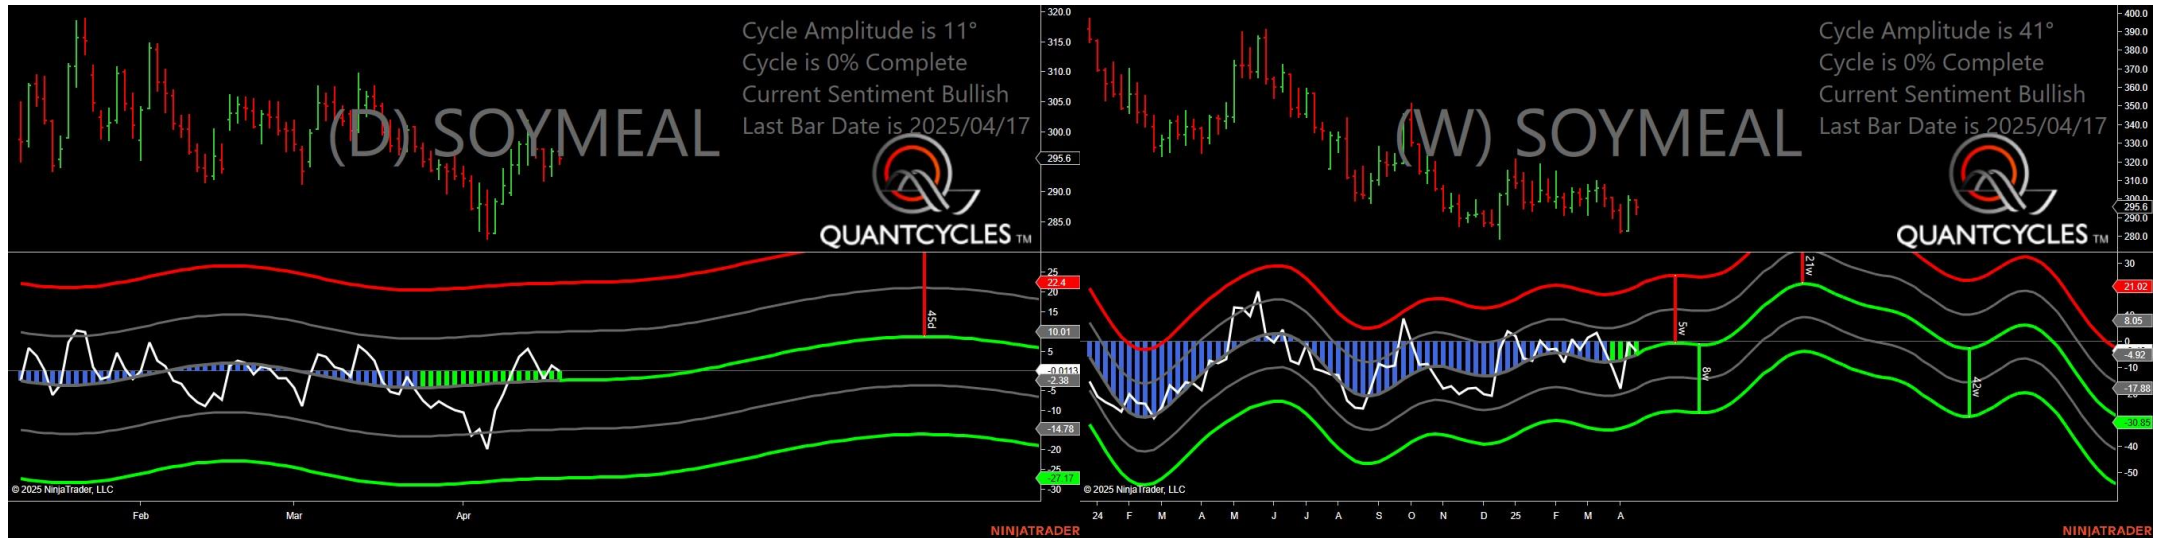 Cycle Amplitude is 11°
Cycle is 0% Complete
Current Sentiment Bullish
Last Bar Date is 2025/04/17
(D) SOYMEAL
QUANTCYCLES TM
320.0
315.0
310.0
305.0
300.0
295.6
290.0
285.0
25
22.4
20
15
10.01
5
-0.0113
-2.38
-5
-10
-14.78
-20
-25
-27.17
-30
45d
© 2025 NinjaTrader, LLC
Feb Mar Apr
NINJATRADER
Cycle Amplitude is 41°
Cycle is 0% Complete
Current Sentiment Bullish
Last Bar Date is 2025/04/17
(W) SOYMEAL
QUANTCYCLES TM
400.0
390.0
380.0
370.0
360.0
350.0
340.0
330.0
320.0
310.0
300.0
295.6
290.0
280.0
30
21.02
8.05
0
-4.92
-10
-17.88
-30.85
-40
-50
5w
8w
21w
42w
© 2025 NinjaTrader, LLC
24 F M A M J J A S O N D 25 F M A
NINJATRADER